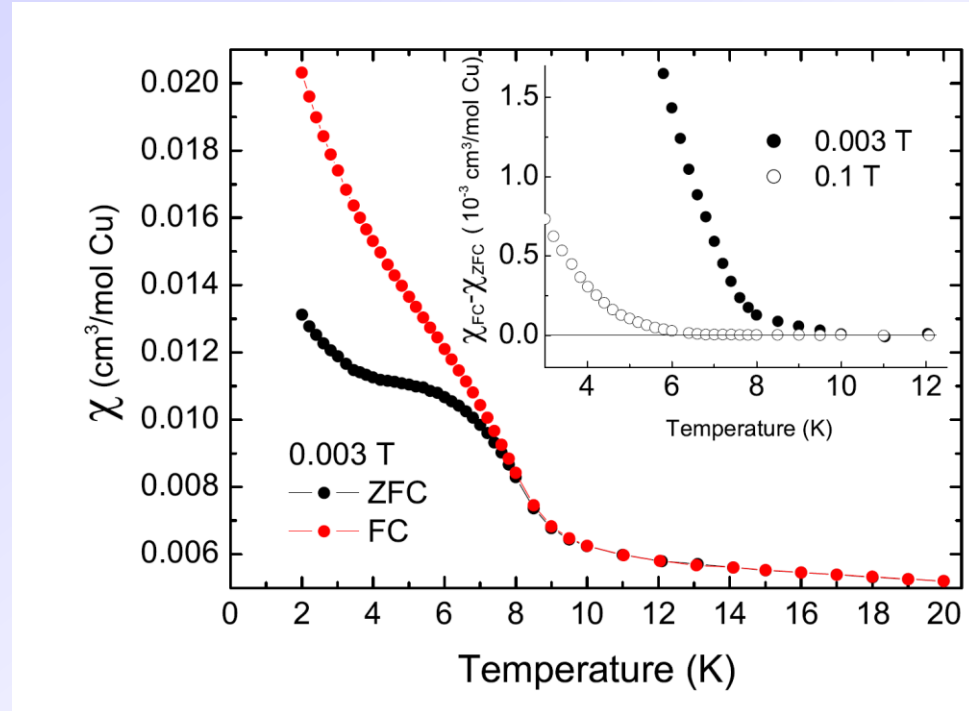 0.020
0.018
0.016
0.014
0.012
0.010
0.008
0.006
χ (cm³/mol Cu)
0.003 T
ZFC
FC
0 2 4 6 8 10 12 14 16 18 20
Temperature (K)
1.5
1.0
0.5
0.0
χFC-χZFC ( 10⁻³ cm³/mol Cu)
0.003 T
0.1 T
4 6 8 10 12
Temperature (K)